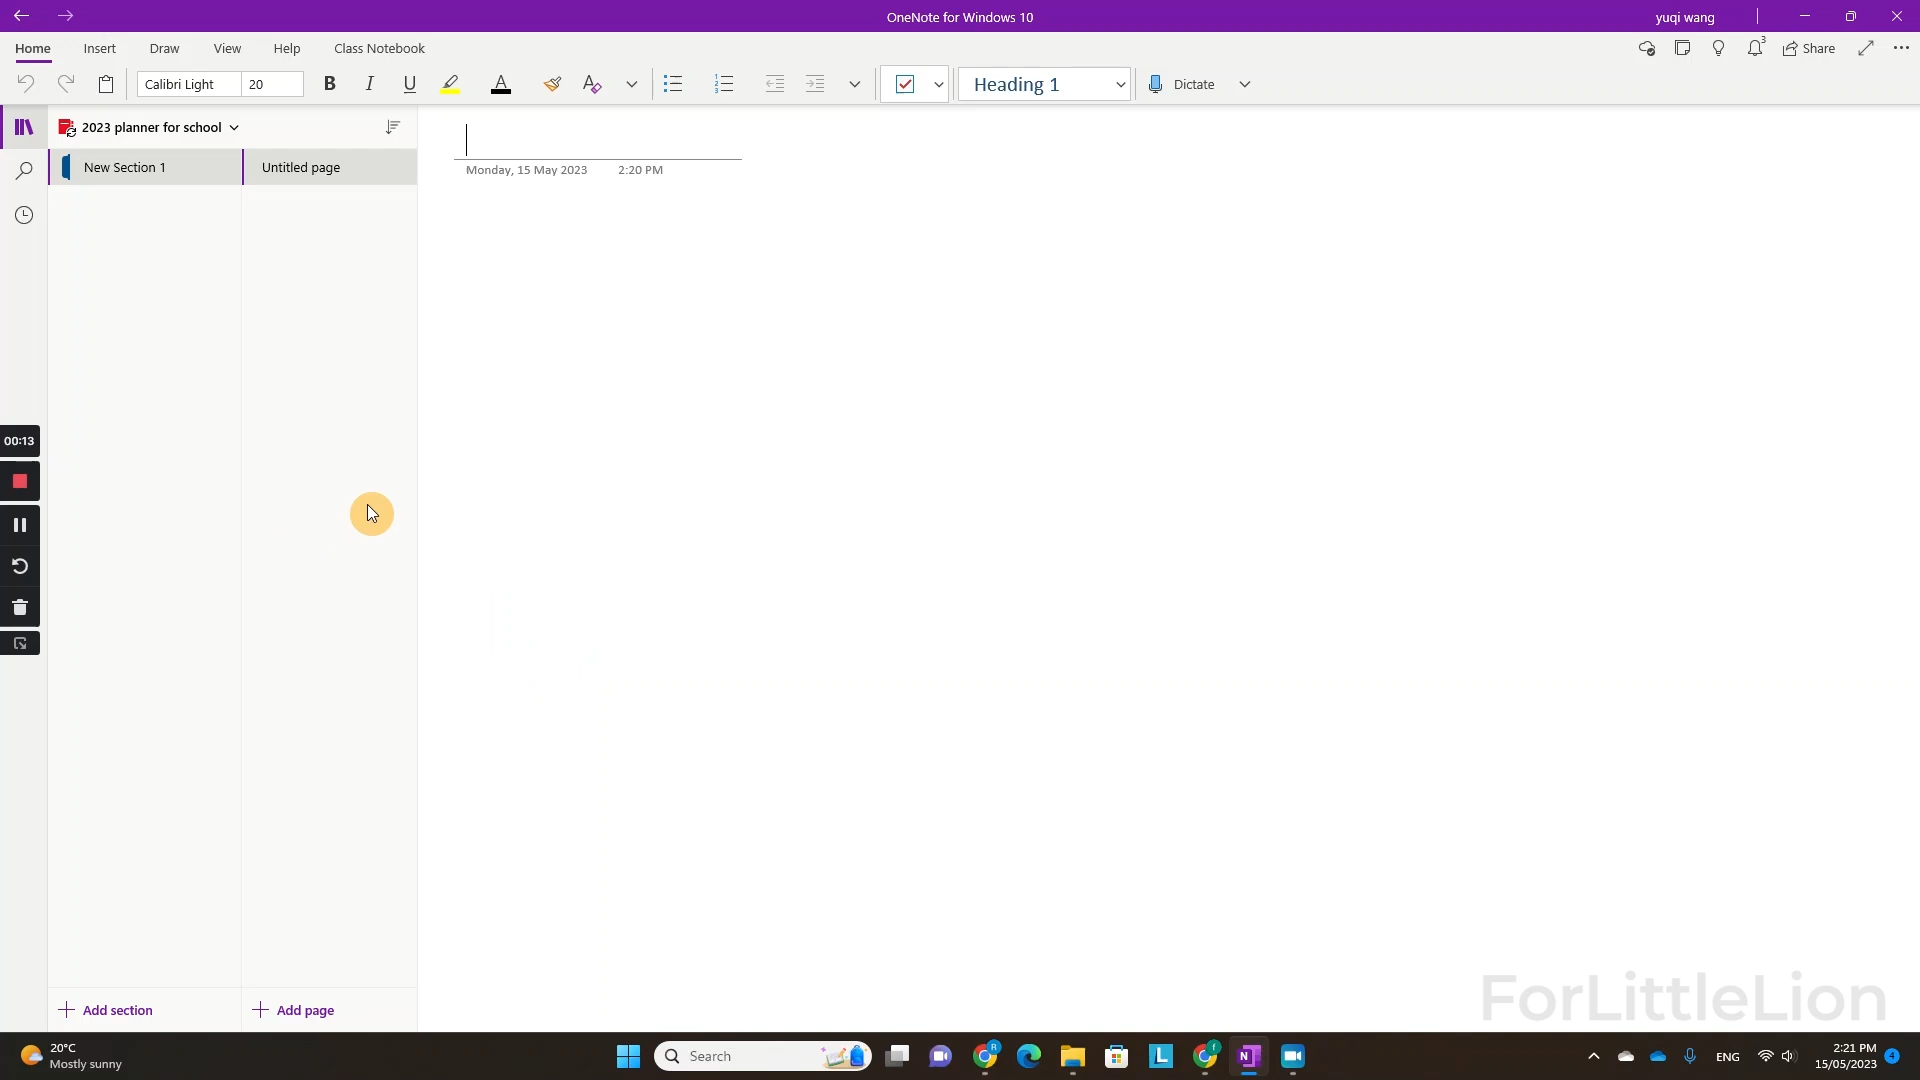 OneNote for Windows 10
yuqi wang
Home Insert Draw View Help Class Notebook
3
Share
Calibri Light 20
B I U A A
Heading 1
Dictate
2023 planner for school
New Section 1
Untitled page
Monday, 15 May 2023 2:20 PM
00:13
Add section
Add page
ForLittleLion
20°C
Mostly sunny
Search
R
L
f
N
ENG
2:21 PM
15/05/2023
4